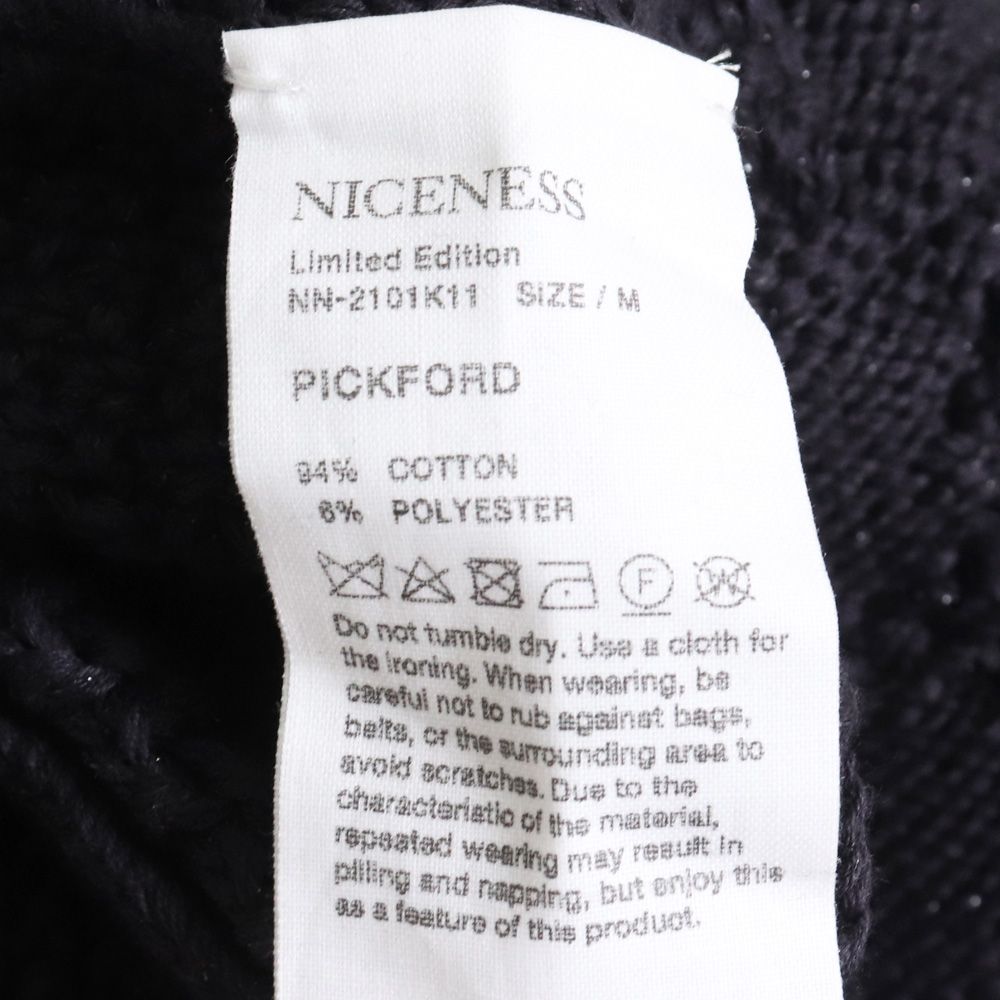 NICENESS
Limited Edition
NN-2101K11 SIZE / M
PICKFORD
94% COTTON
6% POLYESTER
F W
Do not tumble dry. Use a cloth for
the ironing. When wearing, be
careful not to rub against bags,
belts, or the surrounding area to
avoid scratches. Due to the
characteristic of the material,
repeated wearing may result in
pilling and napping, but enjoy this
as a feature of this product.